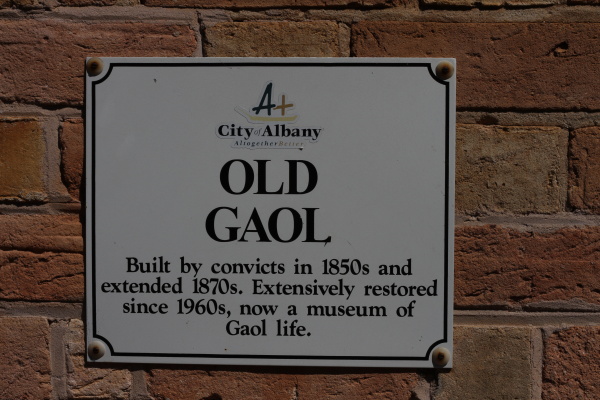 A+
City of Albany
Altogether Better
OLD
GAOL
Built by convicts in 1850s and
extended 1870s. Extensively restored
since 1960s, now a museum of
Gaol life.